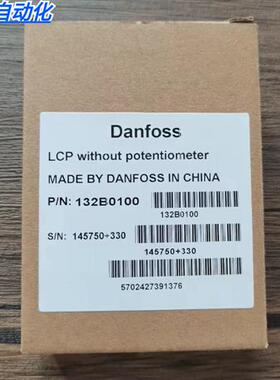 自动化
Danfoss
LCP without potentiometer
MADE BY DANFOSS IN CHINA
P/N: 132B0100
132B0100
S/N: 145750+330
145750+330
5702427391376